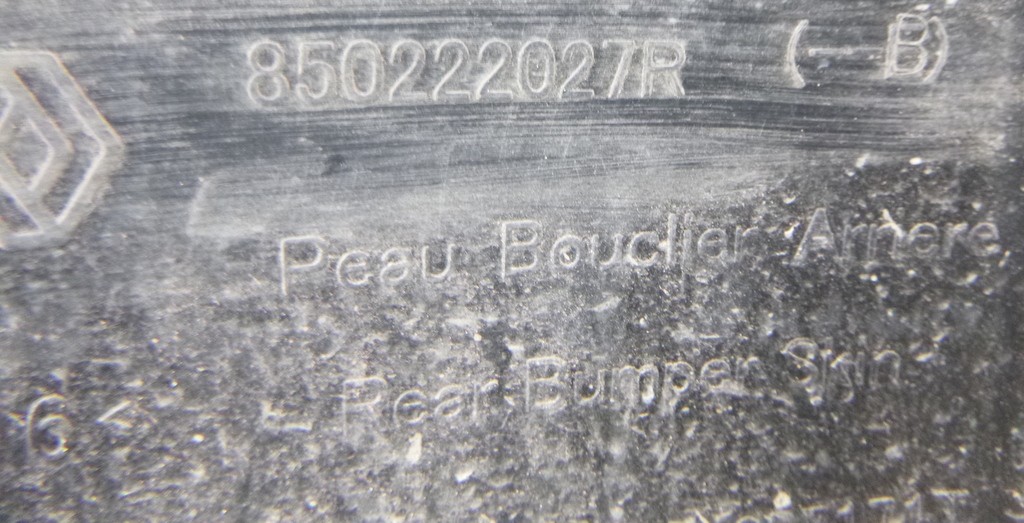 850222027R (--B)
Peau Bouclier Arriere
Rear Bumper Skin